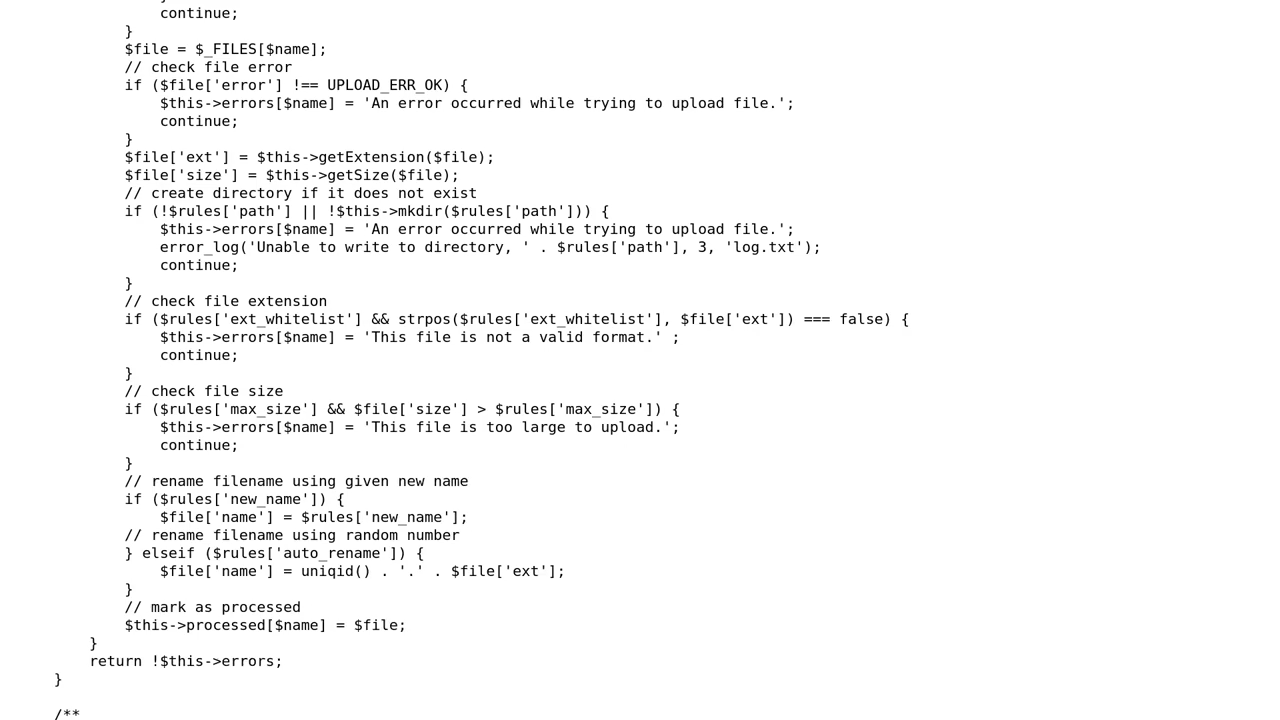 continue;
            }
            $file = $_FILES[$name];
            // check file error
            if ($file['error'] !== UPLOAD_ERR_OK) {
                $this->errors[$name] = 'An error occurred while trying to upload file.';
                continue;
            }
            $file['ext'] = $this->getExtension($file);
            $file['size'] = $this->getSize($file);
            // create directory if it does not exist
            if (!$rules['path'] || !$this->mkdir($rules['path'])) {
                $this->errors[$name] = 'An error occurred while trying to upload file.';
                error_log('Unable to write to directory, ' . $rules['path'], 3, 'log.txt');
                continue;
            }
            // check file extension
            if ($rules['ext_whitelist'] && strpos($rules['ext_whitelist'], $file['ext']) === false) {
                $this->errors[$name] = 'This file is not a valid format.' ;
                continue;
            }
            // check file size
            if ($rules['max_size'] && $file['size'] > $rules['max_size']) {
                $this->errors[$name] = 'This file is too large to upload.';
                continue;
            }
            // rename filename using given new name
            if ($rules['new_name']) {
                $file['name'] = $rules['new_name'];
            // rename filename using random number
            } elseif ($rules['auto_rename']) {
                $file['name'] = uniqid() . '.' . $file['ext'];
            }
            // mark as processed
            $this->processed[$name] = $file;
        }
        return !$this->errors;
    }

    /**